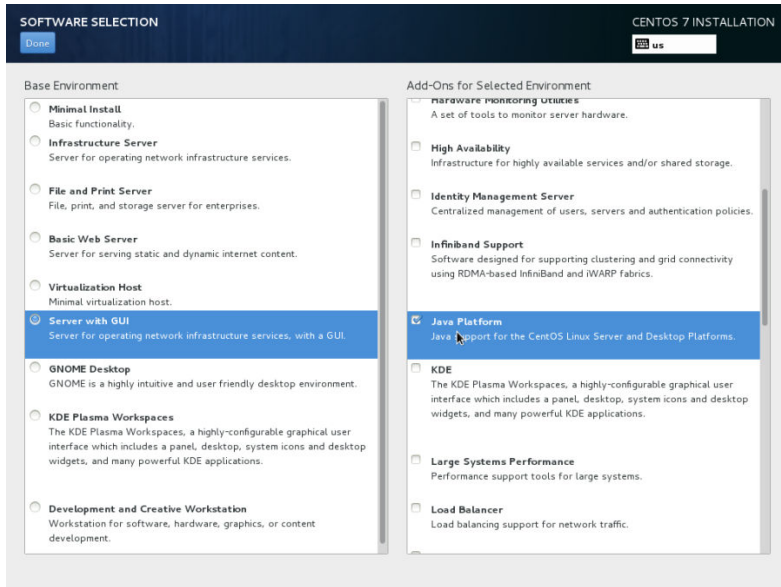 SOFTWARE SELECTION
Done
CENTOS 7 INSTALLATION
us
Base Environment
Minimal Install
Basic functionality.
Infrastructure Server
Server for operating network infrastructure services.
File and Print Server
File, print, and storage server for enterprises.
Basic Web Server
Server for serving static and dynamic internet content.
Virtualization Host
Minimal virtualization host.
Server with GUI
Server for operating network infrastructure services, with a GUI.
GNOME Desktop
GNOME is a highly intuitive and user friendly desktop environment.
KDE Plasma Workspaces
The KDE Plasma Workspaces, a highly-configurable graphical user
interface which includes a panel, desktop, system icons and desktop
widgets, and many powerful KDE applications.
Development and Creative Workstation
Workstation for software, hardware, graphics, or content
development.
Add-Ons for Selected Environment
Hardware Monitoring Utilities
A set of tools to monitor server hardware.
High Availability
Infrastructure for highly available services and/or shared storage.
Identity Management Server
Centralized management of users, servers and authentication policies.
Infiniband Support
Software designed for supporting clustering and grid connectivity
using RDMA-based InfiniBand and iWARP fabrics.
Java Platform
Java support for the CentOS Linux Server and Desktop Platforms.
KDE
The KDE Plasma Workspaces, a highly-configurable graphical user
interface which includes a panel, desktop, system icons and desktop
widgets, and many powerful KDE applications.
Large Systems Performance
Performance support tools for large systems.
Load Balancer
Load balancing support for network traffic.